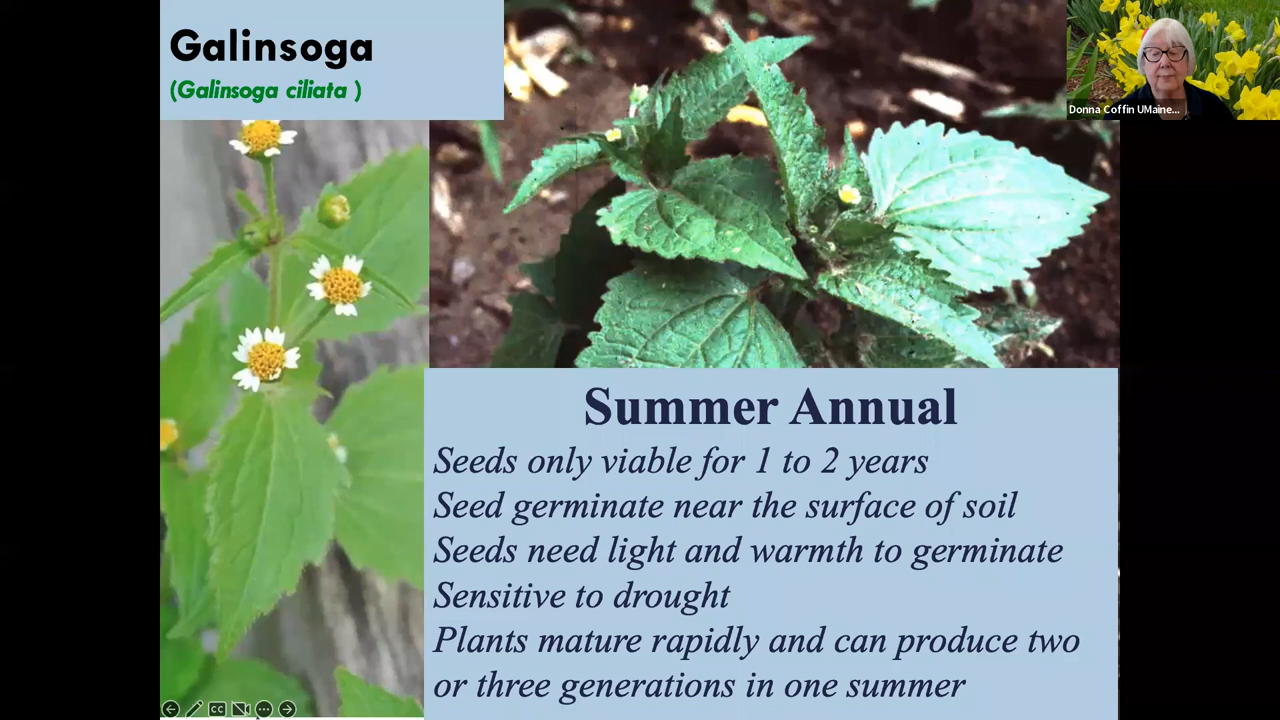 Galinsoga
(Galinsoga ciliata )
Donna Coffin UMaine...
Summer Annual
Seeds only viable for 1 to 2 years
Seed germinate near the surface of soil
Seeds need light and warmth to germinate
Sensitive to drought
Plants mature rapidly and can produce two
or three generations in one summer
CC